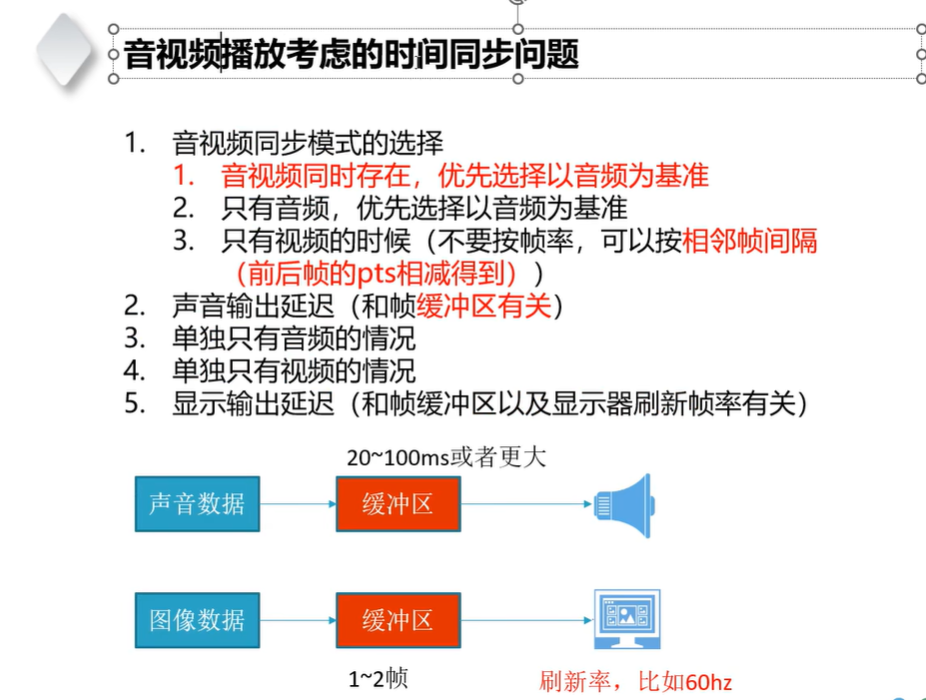 音视频播放考虑的时间同步问题
1. 音视频同步模式的选择
1. 音视频同时存在，优先选择以音频为基准
2. 只有音频，优先选择以音频为基准
3. 只有视频的时候（不要按帧率，可以按相邻帧间隔
（前后帧的pts相减得到））
2. 声音输出延迟（和帧缓冲区有关）
3. 单独只有音频的情况
4. 单独只有视频的情况
5. 显示输出延迟（和帧缓冲区以及显示器刷新帧率有关）
20~100ms或者更大
声音数据 缓冲区
图像数据 缓冲区
1~2帧 刷新率，比如60hz